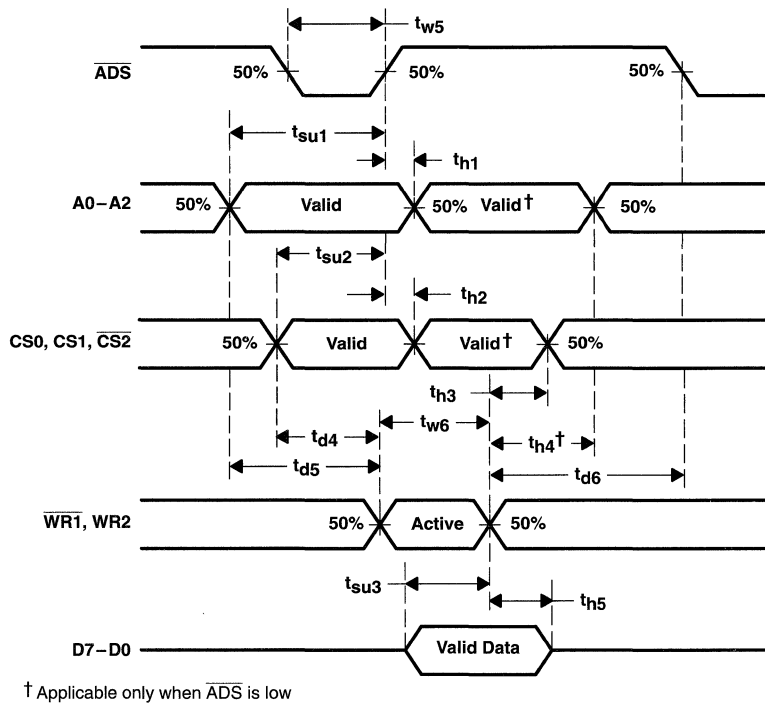 tw5
ADS
50%
50%
50%
tsu1
th1
A0–A2
50%
Valid
50%
Valid†
50%
tsu2
th2
CS0, CS1, CS2
50%
Valid
Valid†
50%
th3
tw6
td4
th4†
td5
td6
WR1, WR2
50%
Active
50%
tsu3
th5
D7–D0
Valid Data
† Applicable only when ADS is low